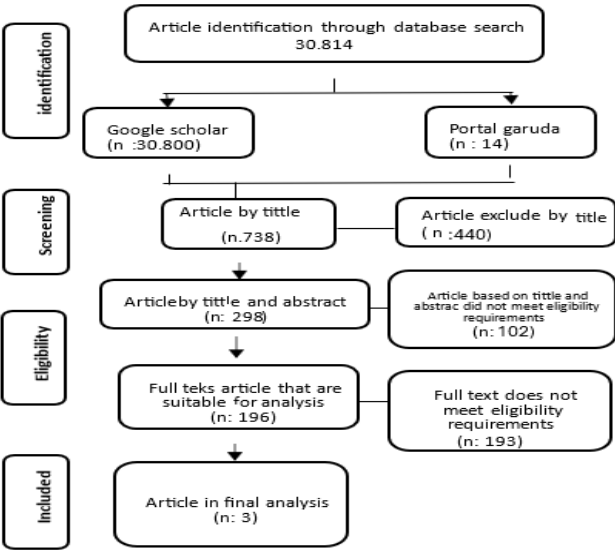 Article identification through database search
30.814
identification
Google scholar
(n :30.800)
Portal garuda
(n : 14)
Screening
Article by tittle
(n.738)
Article exclude by title
( n :440)
Articleby tittle and abstract
(n: 298)
Article based on tittle and
abstrac did not meet eligibility
requirements
(n: 102)
Eligibility
Full teks article that are
suitable for analysis
(n: 196)
Full text does not
meet eligibility
requirements
(n: 193)
Included
Article in final analysis
(n: 3)